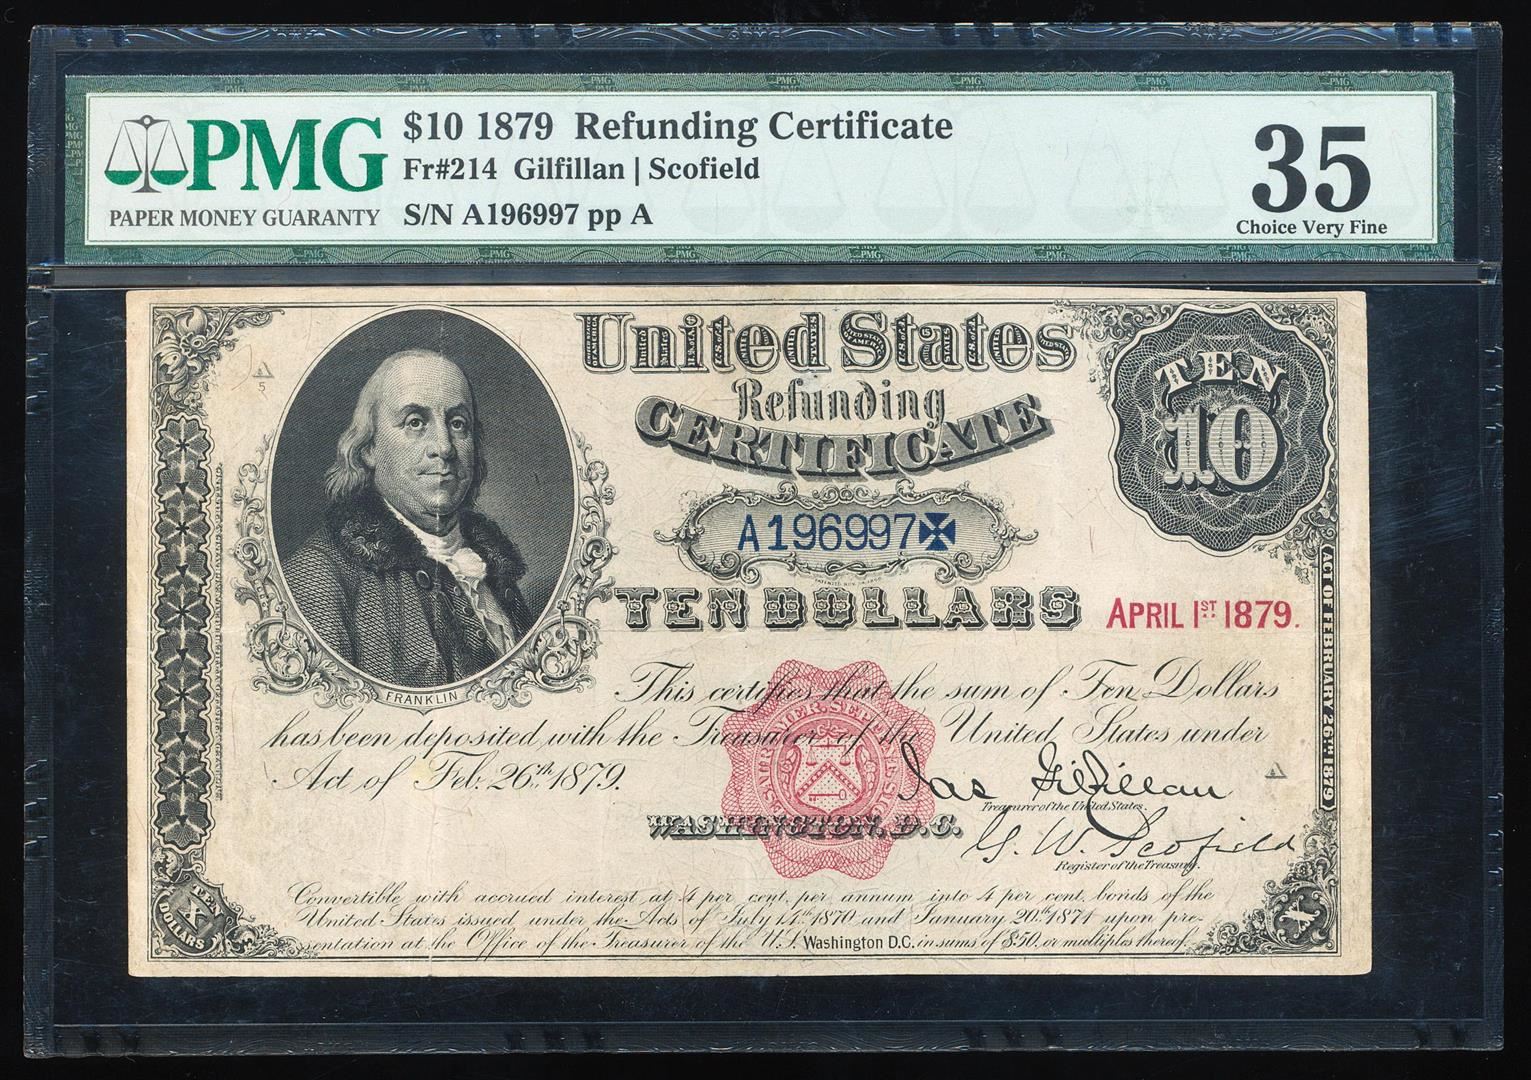 PMG
PAPER MONEY GUARANTY
$10 1879 Refunding Certificate
Fr#214 Gilfillan | Scofield
S/N A196997 pp A
35
Choice Very Fine
United States
Refunding
CERTIFICATE
A196997
TEN DOLLARS
APRIL 1ST 1879.
TEN
10
A
5
FRANKLIN
This certifies that the sum of Ten Dollars
has been deposited with the Treasurer of the United States under
Act of Feb. 26th 1879.
WASHINGTON, D.C.
Jas Gilfillan
Treasurer of the United States.
G. W. Scofield
Register of the Treasury.
A
ACT OF FEBRUARY 26TH 1879
Convertible with accrued interest at 4 per cent. per annum into 4 per cent. bonds of the
United States issued under the Acts of July 14th 1870 and January 20th 1871 upon pre-
sentation at the Office of the Treasurer of the U.S. Washington D.C. in sums of $50. or multiples thereof.
TEN
X
DOLLARS
X